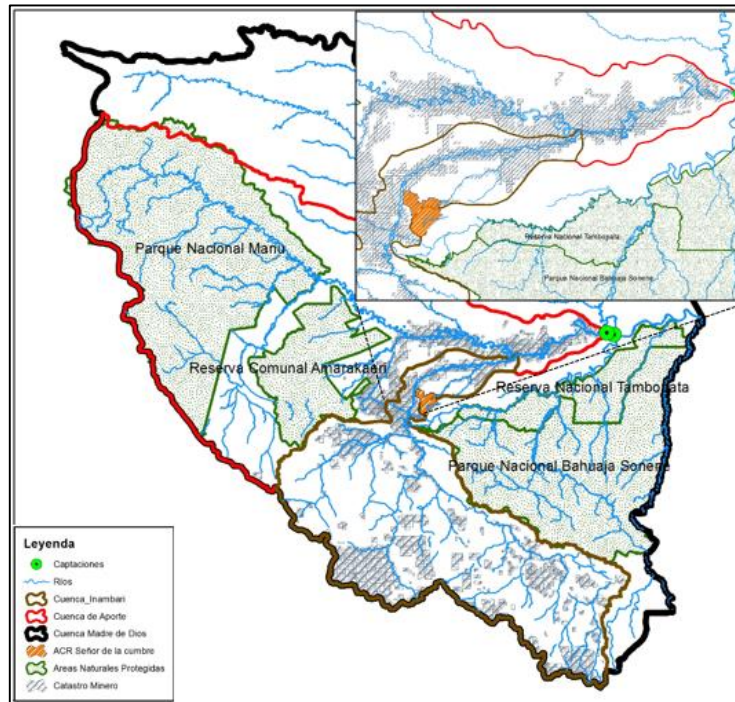 Reserva Nacional Tambopata
Parque Nacional Bahuaja Sonene
Parque Nacional Manu
Reserva Comunal Amarakaeri
Reserva Nacional Tambopata
Parque Nacional Bahuaja Sonene
Leyenda
Captaciones
Ríos
Cuenca_Inambari
Cuenca de Aporte
Cuenca Madre de Dios
ACR Señor de la cumbre
Areas Naturales Protegidas
Catastro Minero